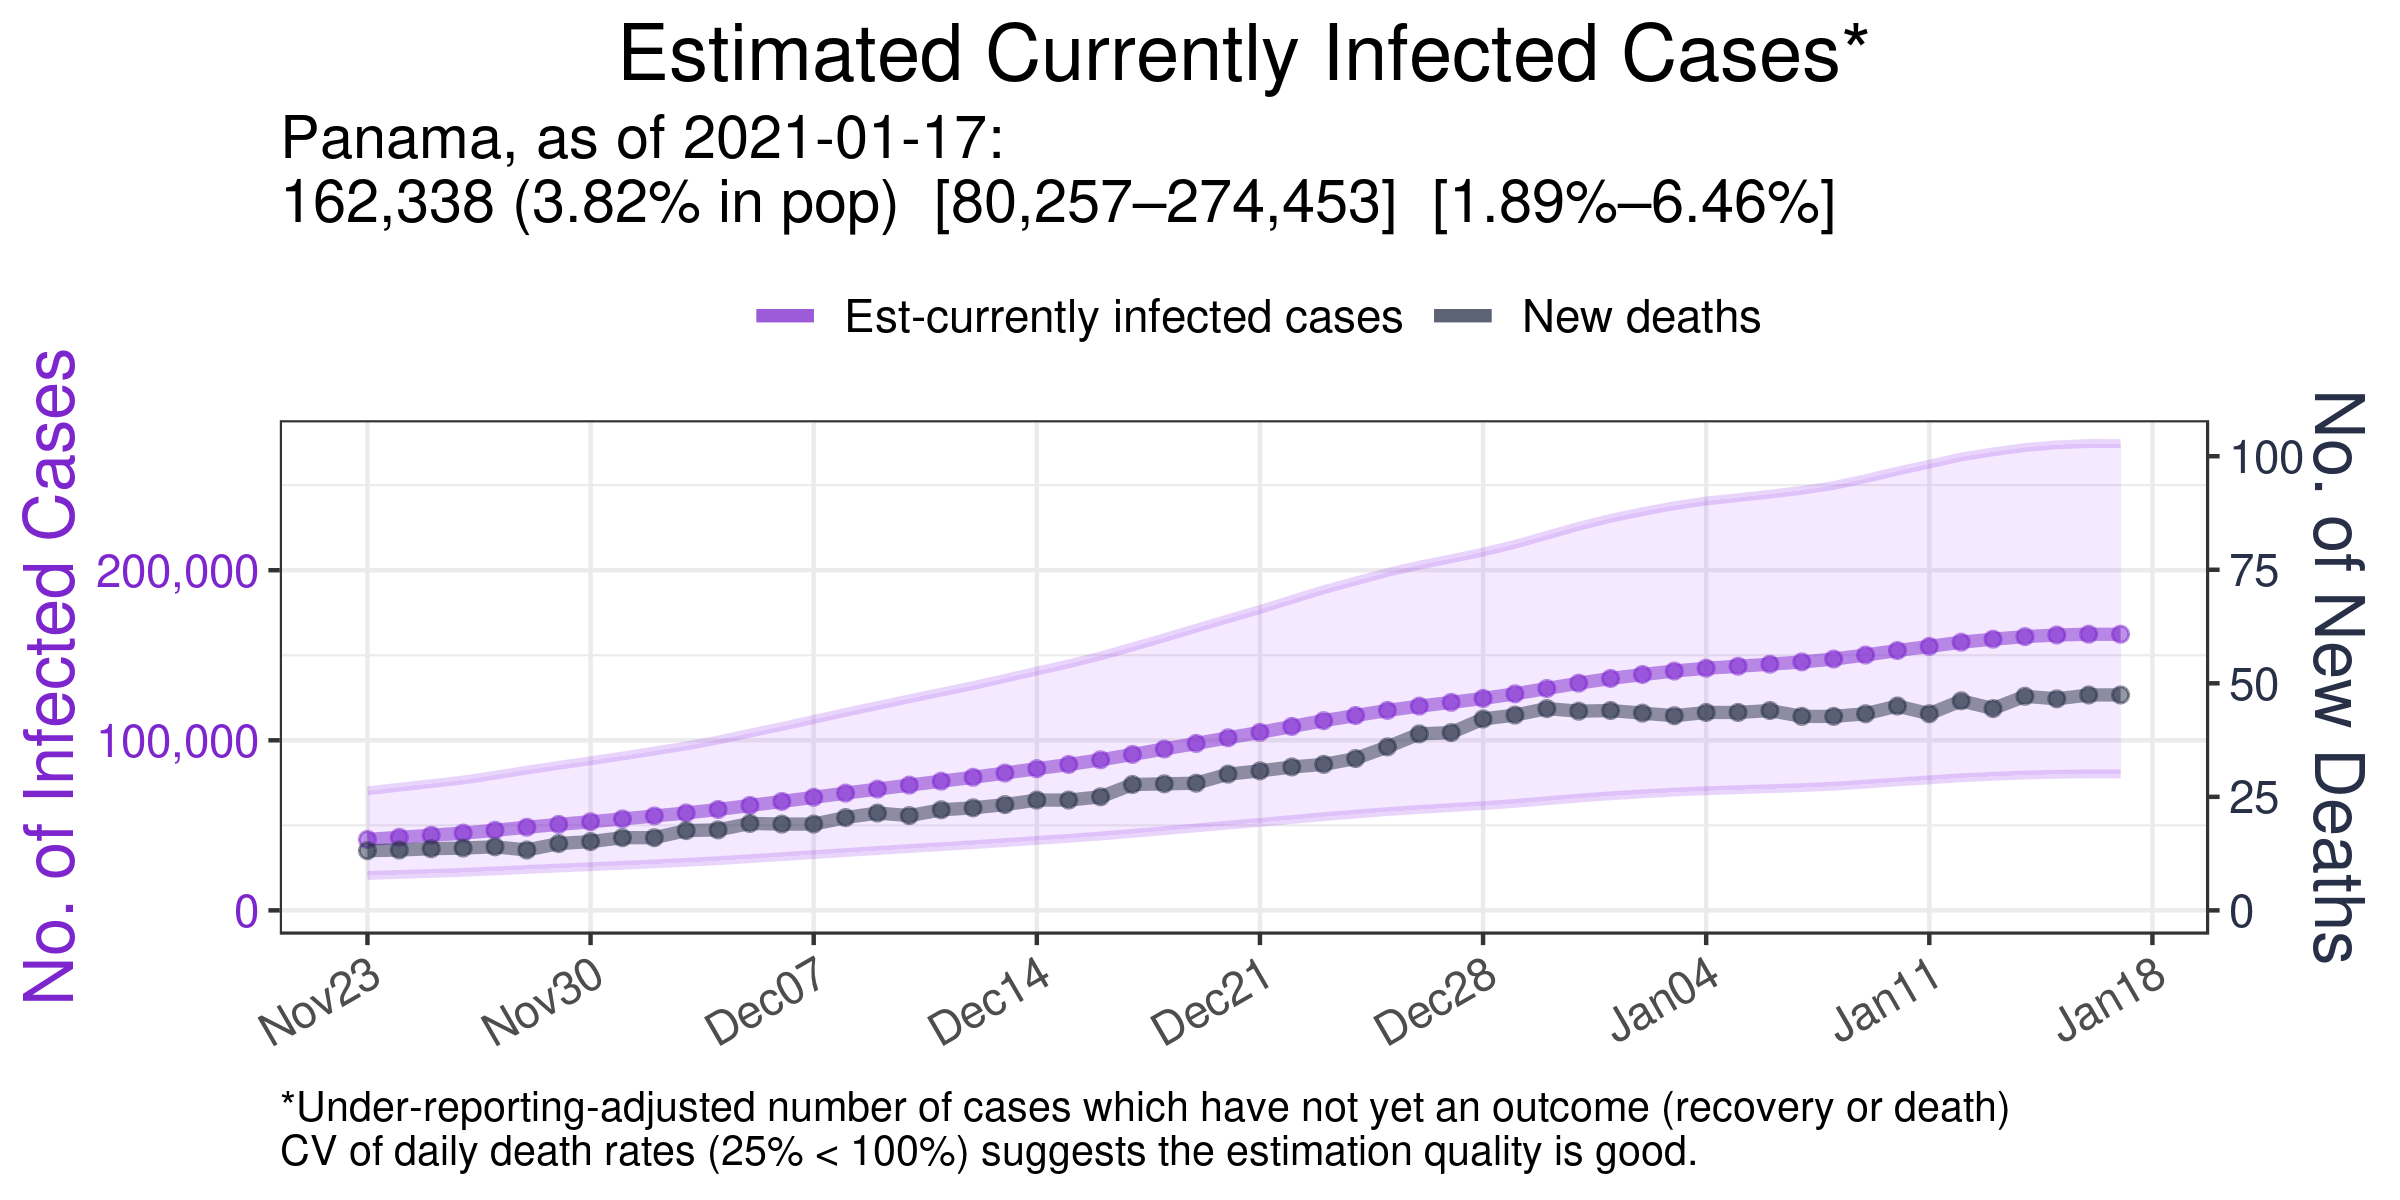 Estimated Currently Infected Cases*
Panama, as of 2021-01-17:
162,338 (3.82% in pop)  [80,257–274,453]  [1.89%–6.46%]
Est-currently infected cases
New deaths
No. of Infected Cases
200,000
100,000
0
100
75
50
25
0
No. of New Deaths
Nov23
Nov30
Dec07
Dec14
Dec21
Dec28
Jan04
Jan11
Jan18
*Under-reporting-adjusted number of cases which have not yet an outcome (recovery or death)
CV of daily death rates (25% < 100%) suggests the estimation quality is good.